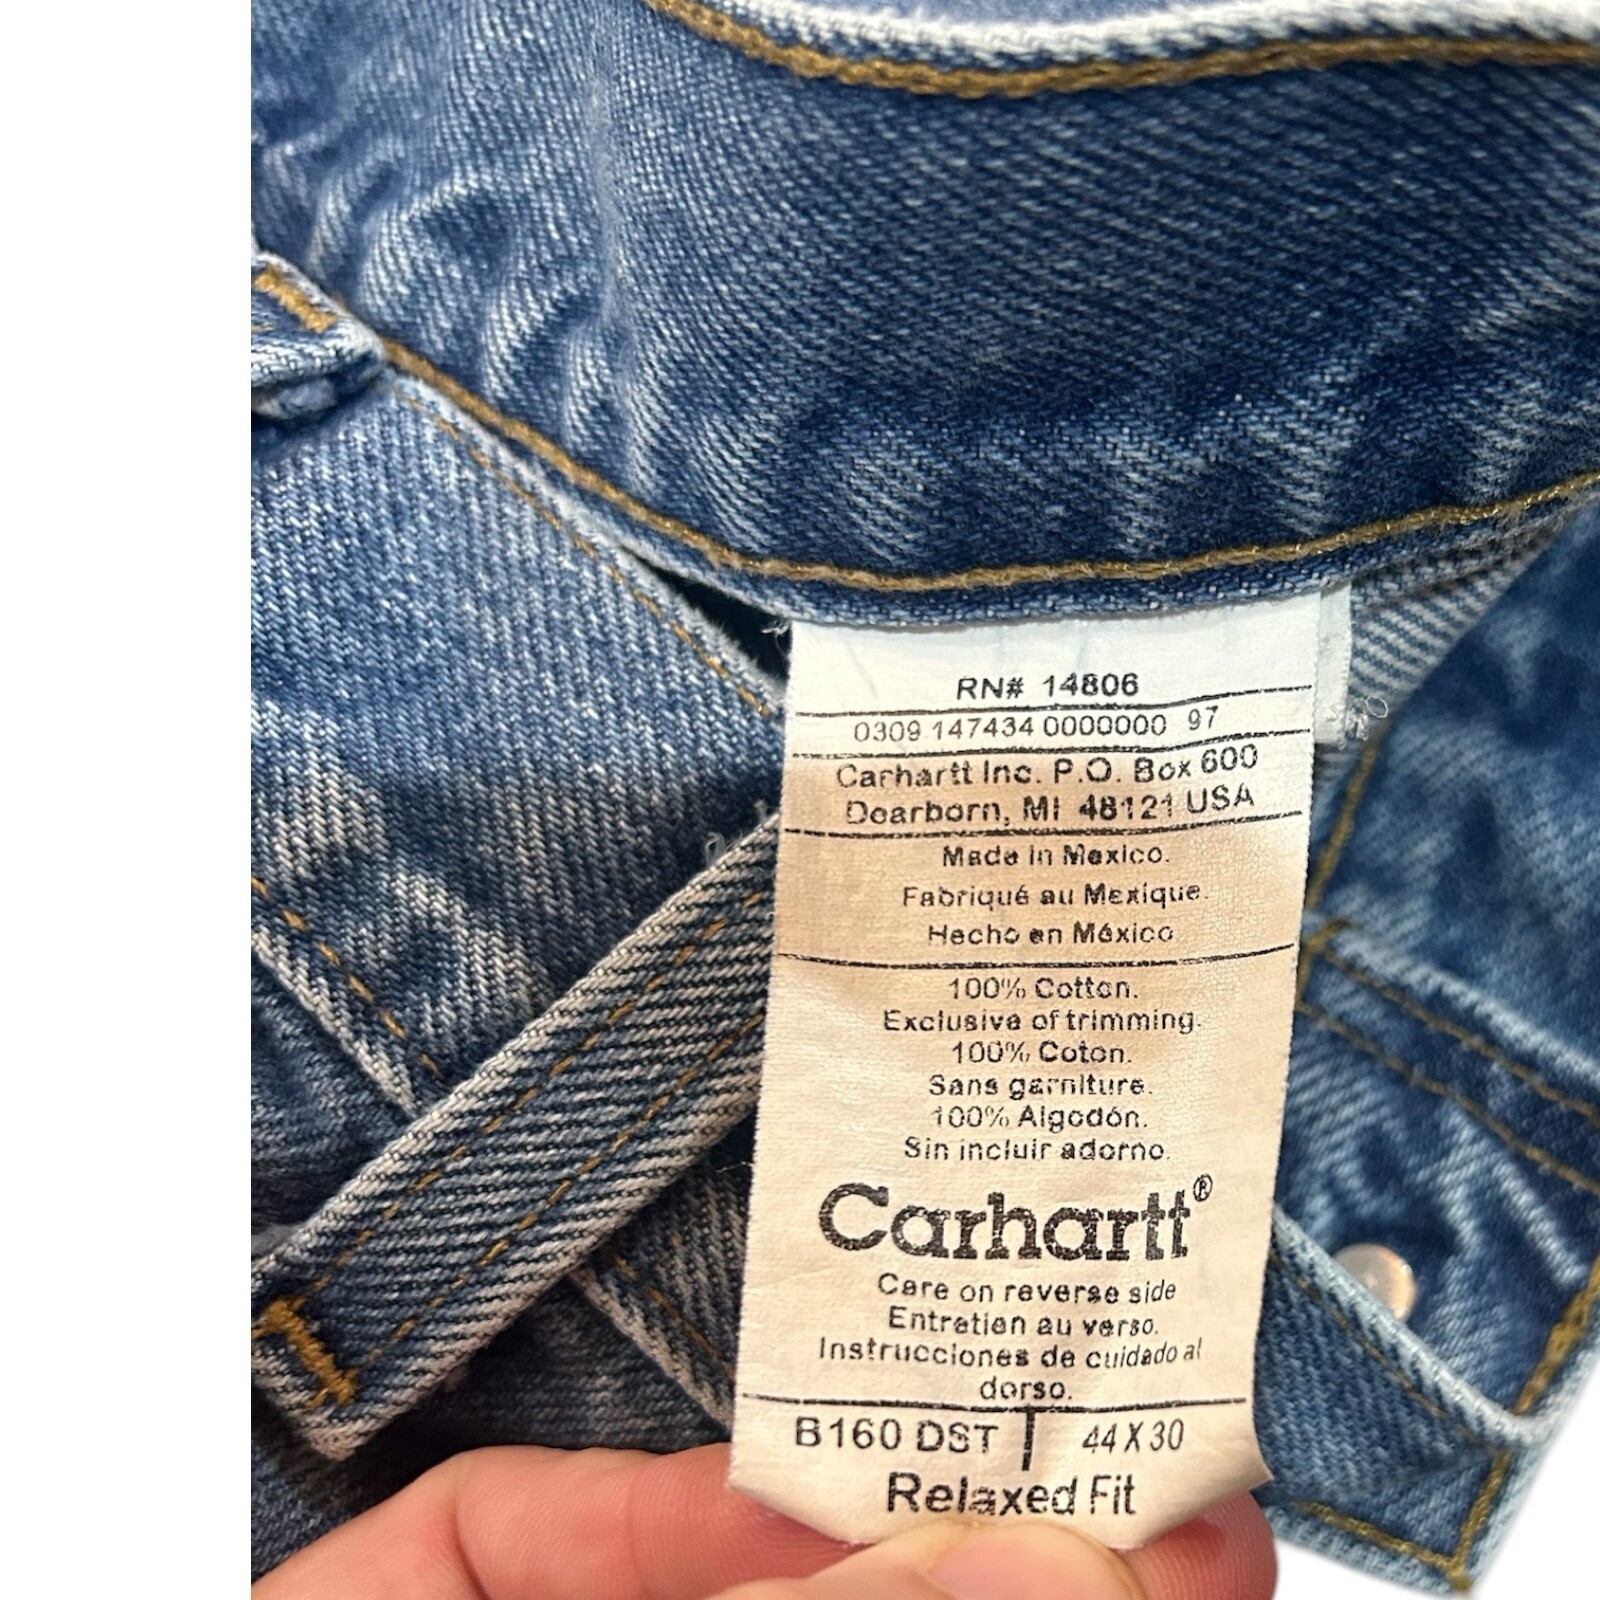 RN# 14806
0309 147434 0000000 97
Carhartt Inc. P.O. Box 600
Dearborn, MI 48121 USA
Made in Mexico.
Fabriqué au Mexique.
Hecho en México
100% Cotton.
Exclusive of trimming.
100% Coton.
Sans garniture.
100% Algodón.
Sin incluir adorno.
Carhartt®
Care on reverse side
Entretien au verso.
Instrucciones de cuidado al
dorso.
B160 DST | 44 X 30
Relaxed Fit